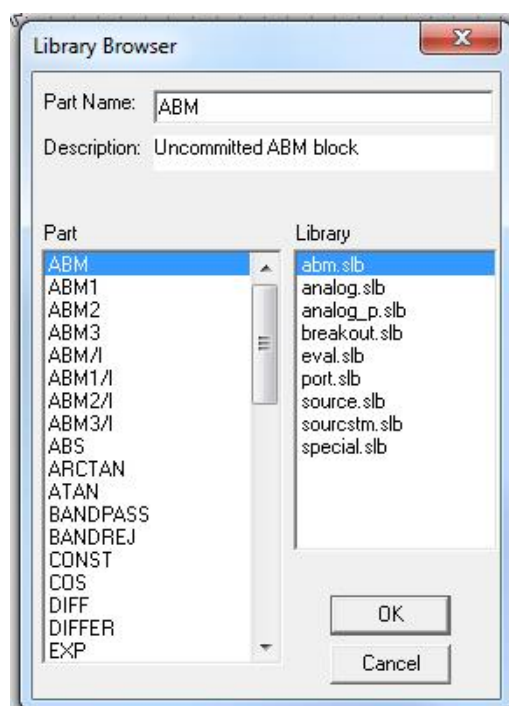 Library Browser
Part Name: ABM
Description: Uncommitted ABM block
Part
ABM
ABM1
ABM2
ABM3
ABM/I
ABM1/I
ABM2/I
ABM3/I
ABS
ARCTAN
ATAN
BANDPASS
BANDREJ
CONST
COS
DIFF
DIFFER
EXP
Library
abm.slb
analog.slb
analog_p.slb
breakout.slb
eval.slb
port.slb
source.slb
sourcstm.slb
special.slb
OK
Cancel